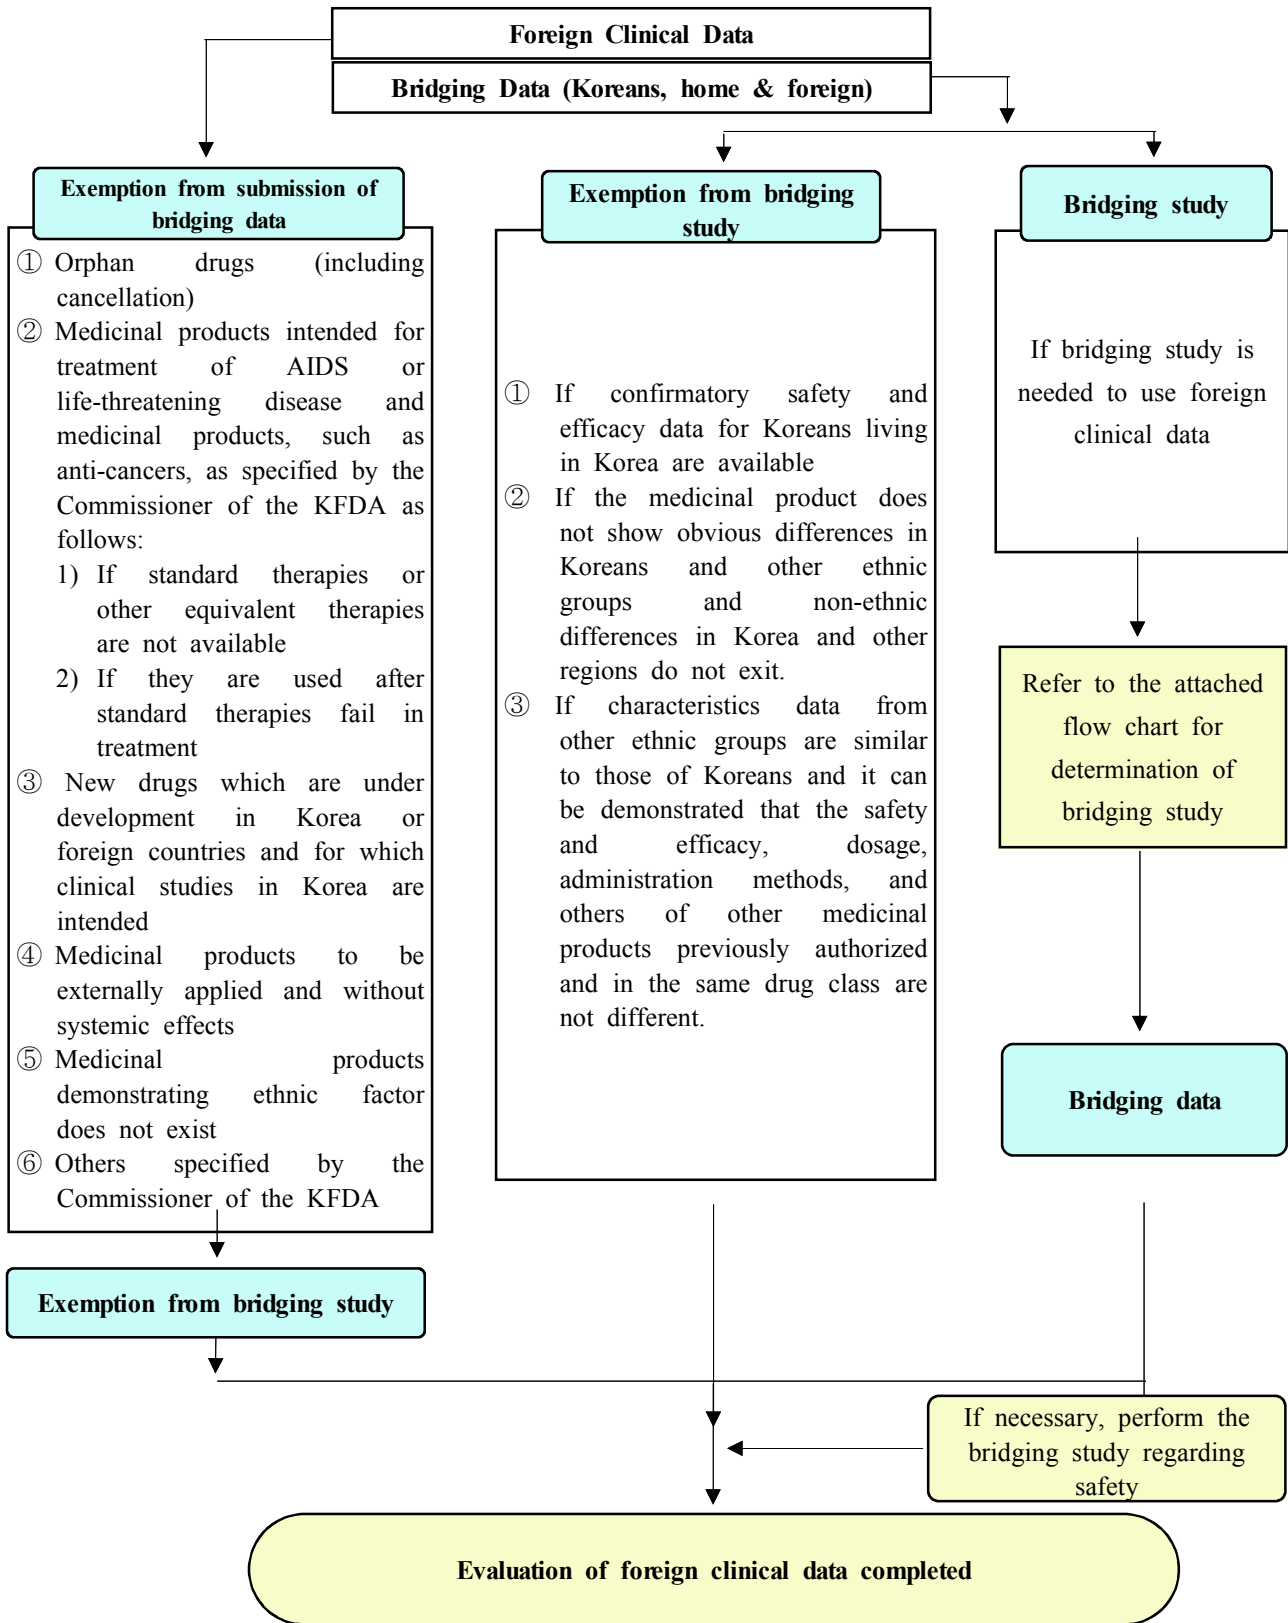 Foreign Clinical Data
Bridging Data (Koreans, home & foreign)
Exemption from submission of
bridging data
① Orphan drugs (including
cancellation)
② Medicinal products intended for
treatment of AIDS or
life-threatening disease and
medicinal products, such as
anti-cancers, as specified by the
Commissioner of the KFDA as
follows:
1) If standard therapies or
other equivalent therapies
are not available
2) If they are used after
standard therapies fail in
treatment
③ New drugs which are under
development in Korea or
foreign countries and for which
clinical studies in Korea are
intended
④ Medicinal products to be
externally applied and without
systemic effects
⑤ Medicinal products
demonstrating ethnic factor
does not exist
⑥ Others specified by the
Commissioner of the KFDA
Exemption from bridging study
Exemption from bridging
study
① If confirmatory safety and
efficacy data for Koreans living
in Korea are available
② If the medicinal product does
not show obvious differences in
Koreans and other ethnic
groups and non-ethnic
differences in Korea and other
regions do not exit.
③ If characteristics data from
other ethnic groups are similar
to those of Koreans and it can
be demonstrated that the safety
and efficacy, dosage,
administration methods, and
others of other medicinal
products previously authorized
and in the same drug class are
not different.
Bridging study
If bridging study is
needed to use foreign
clinical data
Refer to the attached
flow chart for
determination of
bridging study
Bridging data
If necessary, perform the
bridging study regarding
safety
Evaluation of foreign clinical data completed